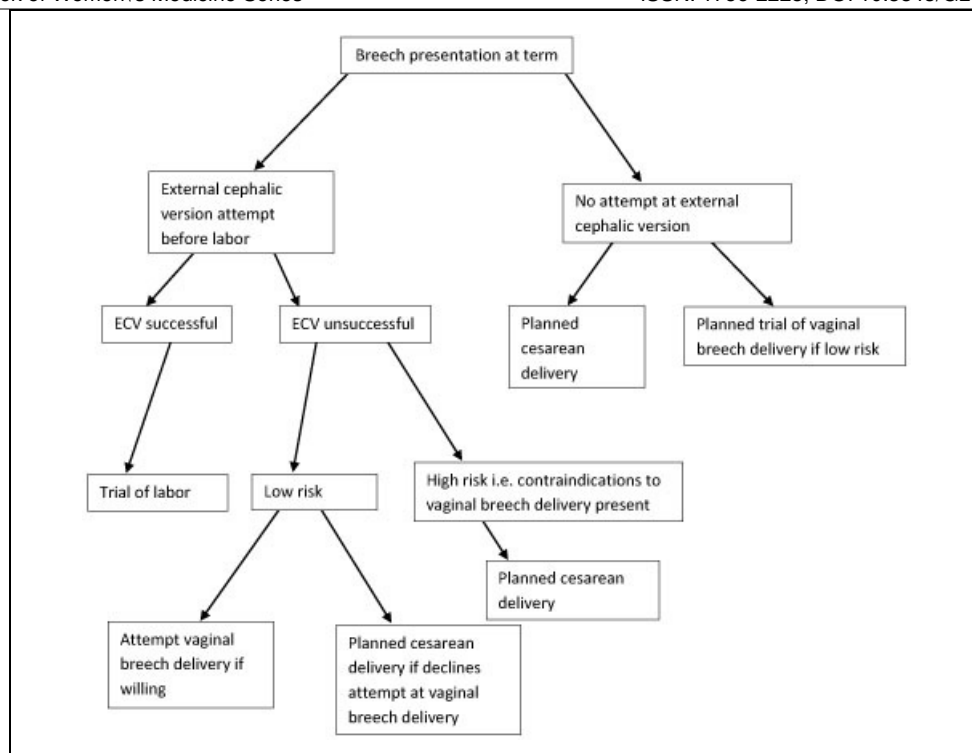 Breech presentation at term
External cephalic
version attempt
before labor
No attempt at external
cephalic version
ECV successful
ECV unsuccessful
Planned
cesarean
delivery
Planned trial of vaginal
breech delivery if low risk
Trial of labor
Low risk
High risk i.e. contraindications to
vaginal breech delivery present
Planned cesarean
delivery
Attempt vaginal
breech delivery if
willing
Planned cesarean
delivery if declines
attempt at vaginal
breech delivery